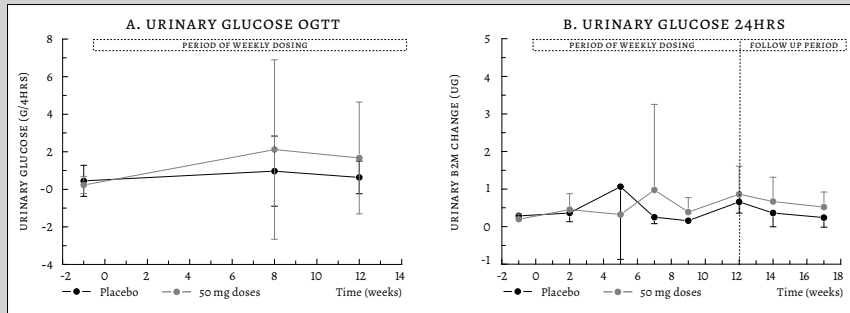 A. URINARY GLUCOSE OGTT
PERIOD OF WEEKLY DOSING
URINARY GLUCOSE (G/4HRS)
8
6
4
2
-0
-2
-4
-2 0 2 4 6 8 10 12 14
Placebo 50 mg doses Time (weeks)
B. URINARY GLUCOSE 24HRS
PERIOD OF WEEKLY DOSING FOLLOW UP PERIOD
URINARY B2M CHANGE (UG)
5
4
3
2
1
0
-1
-2 0 2 4 6 8 10 12 14 16 18
Placebo 50 mg doses Time (weeks)